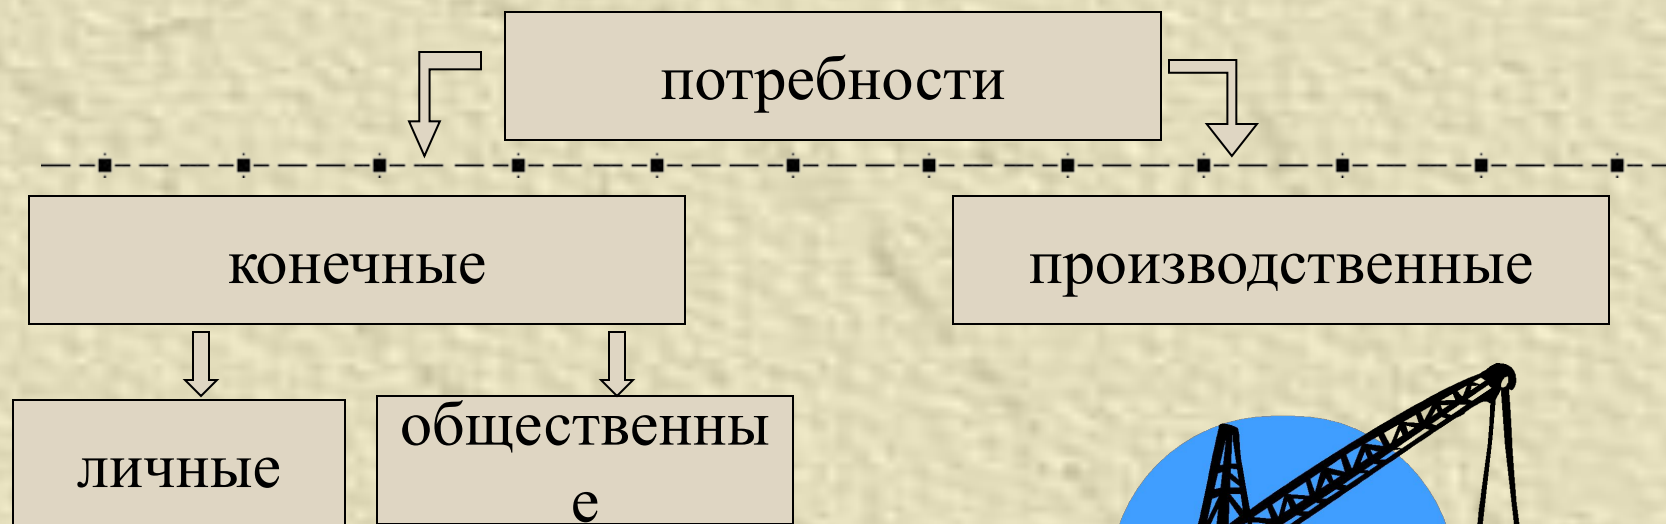 потребности
конечные
производственные
личные
общественны
е